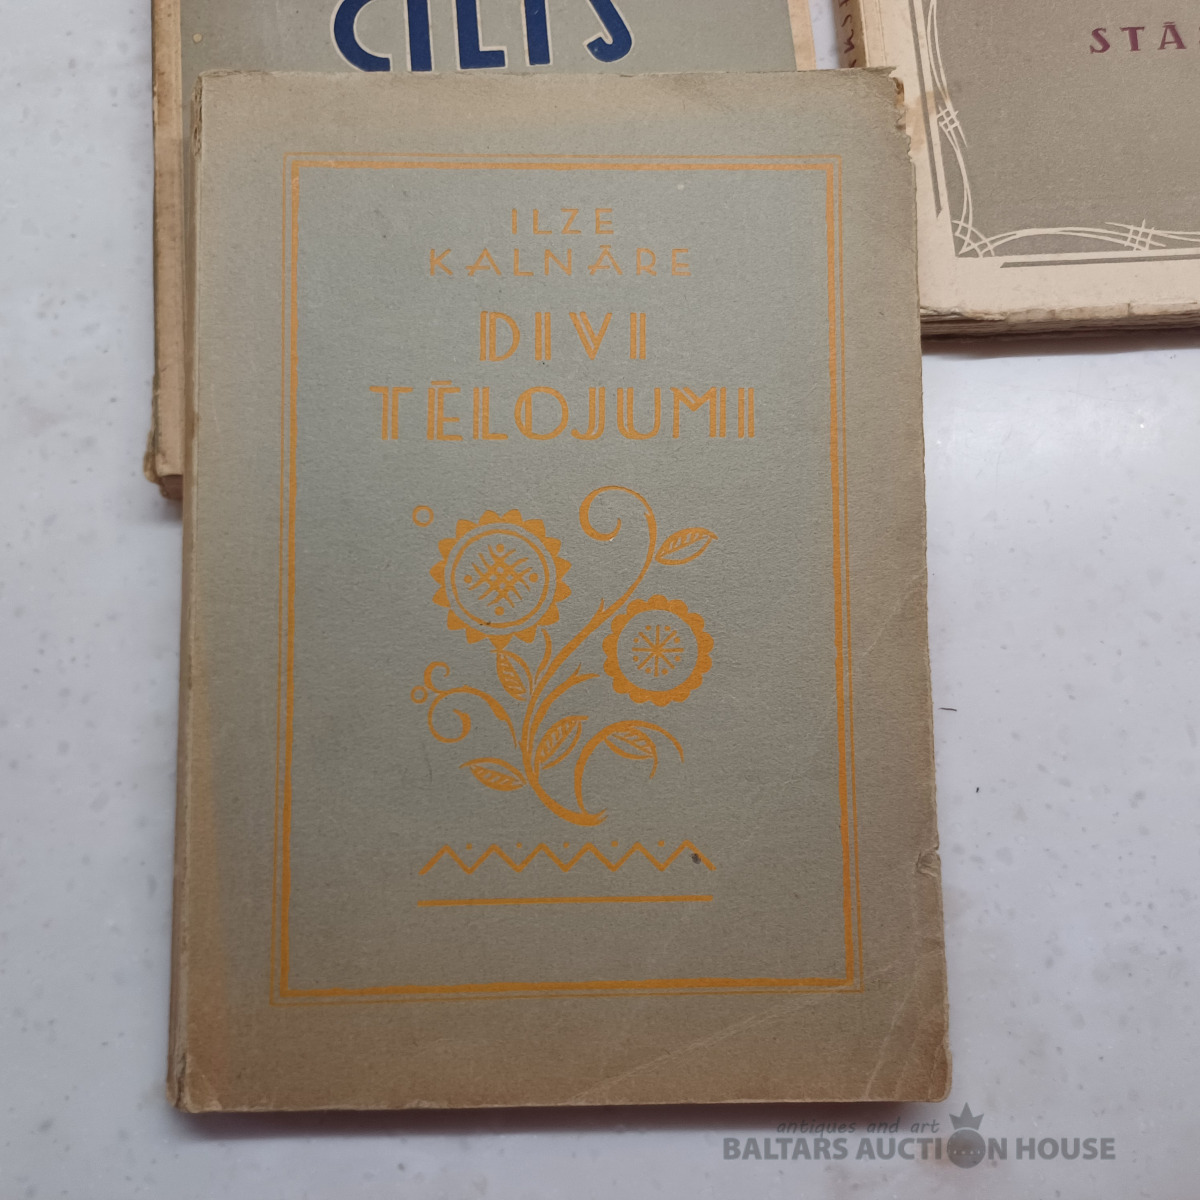 CILTS
STĀ
ILZE
KALNĀRE
DIVI
TĒLOJUMI
antiques and art
BALTARS AUCTION HOUSE